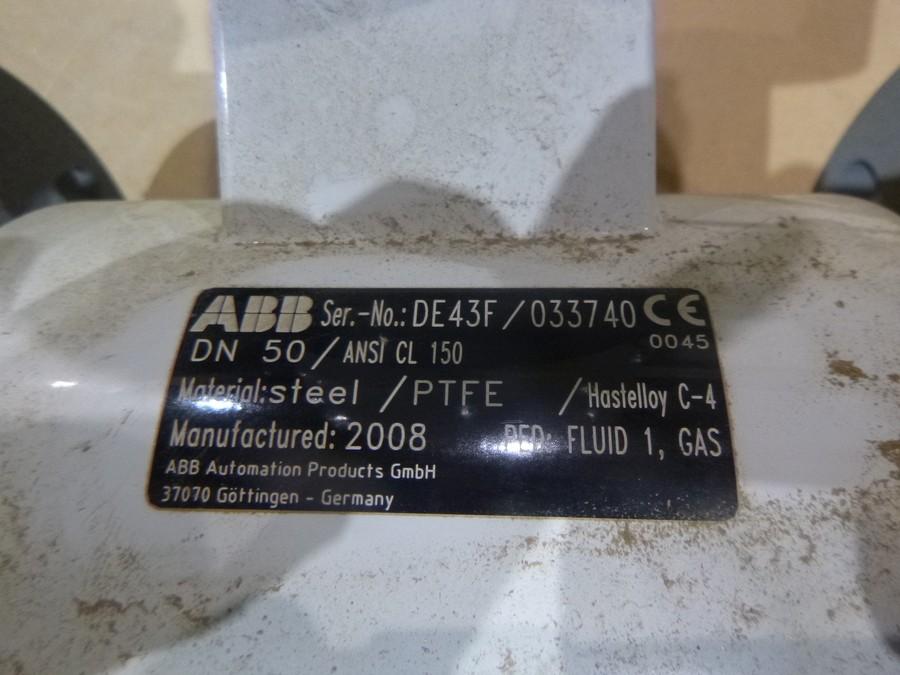 ABB Ser.-No.: DE43F / 033740 CE
0045
DN 50 / ANSI CL 150
Material: steel / PTFE / Hastelloy C-4
Manufactured: 2008 PED: FLUID 1, GAS
ABB Automation Products GmbH
37070 Göttingen - Germany